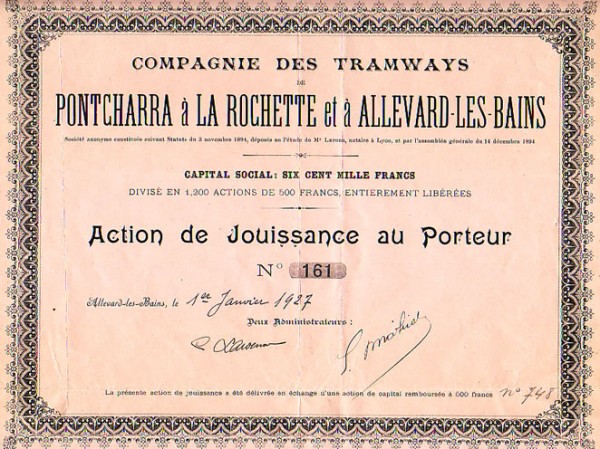 COMPAGNIE DES TRAMWAYS
DE
PONTCHARRA à LA ROCHETTE et à ALLEVARD-LES-BAINS
Société anonyme constituée suivant Statuts du 3 novembre 1894, déposés en l'étude de Me notaire à Lyon, et par l'assemblée générale du 14 décembre 1894
CAPITAL SOCIAL: SIX CENT MILLE FRANCS
DIVISÉ EN 1,200 ACTIONS DE 500 FRANCS, ENTIEREMENT LIBÉRÉES
Action de Jouissance au Porteur
No 161
Allevard-les-Bains, le 1er Janvier 1927
Deux Administrateurs :
La présente action de jouissance a été délivrée en échange d'une action de capital remboursée à 500 francs no 748